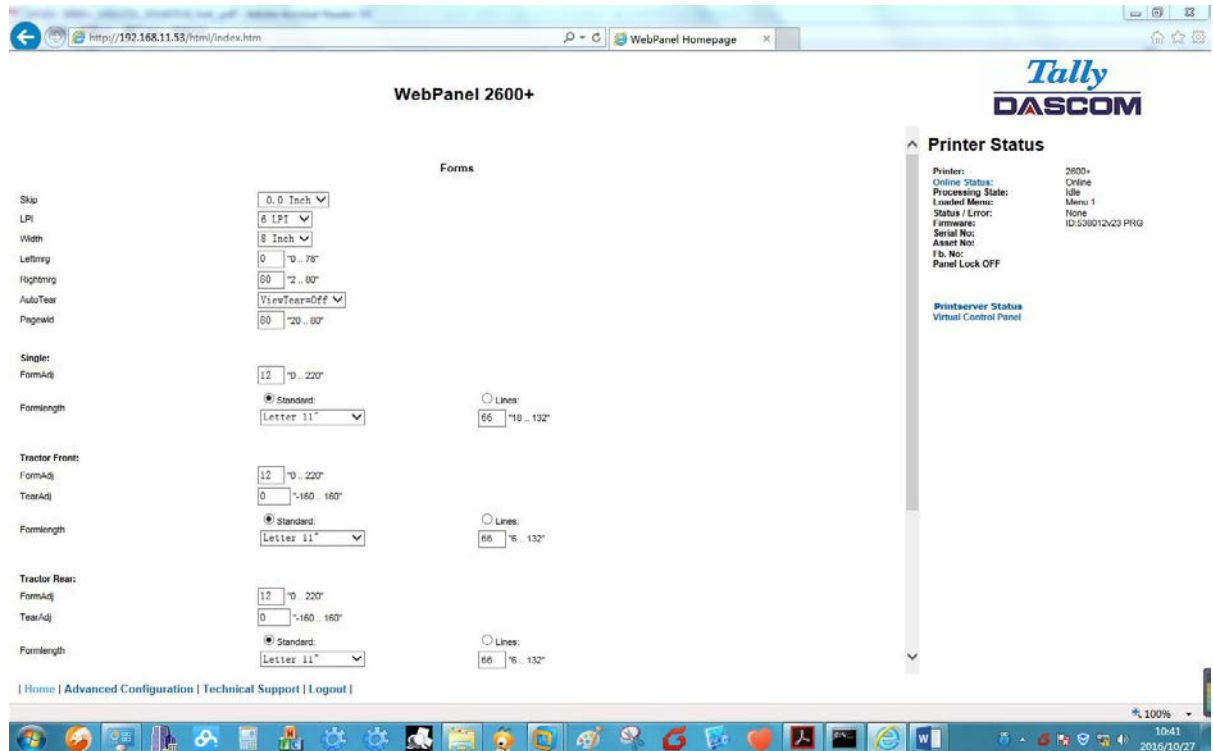 http://192.168.11.53/html/index.htm
WebPanel Homepage
Tally
DASCOM
WebPanel 2600+
Forms
Skip 0.0 Inch
LPI 6 LPI
Width 8 Inch
Leftmrg 0 "0 .. 78"
Rightmrg 80 "2 .. 80"
AutoTear ViewTear=Off
Pagewid 80 "20 .. 80"
Single:
FormAdj 12 "0 .. 220"
Formlength Standard: Lines:
Letter 11" 66 "18 .. 132"
Tractor Front:
FormAdj 12 "0 .. 220"
TearAdj 0 "-160 .. 160"
Formlength Standard: Lines:
Letter 11" 66 "6 .. 132"
Tractor Rear:
FormAdj 12 "0 .. 220"
TearAdj 0 "-160 .. 160"
Formlength Standard: Lines:
Letter 11" 66 "6 .. 132"
Printer Status
Printer: 2600+
Online Status: Online
Processing State: Idle
Loaded Menu: Menu 1
Status / Error: None
Firmware: ID:538012v23 PRG
Serial No:
Asset No:
Fb. No:
Panel Lock OFF
Printserver Status
Virtual Control Panel
| Home | Advanced Configuration | Technical Support | Logout |
100%
10:41
2016/10/27